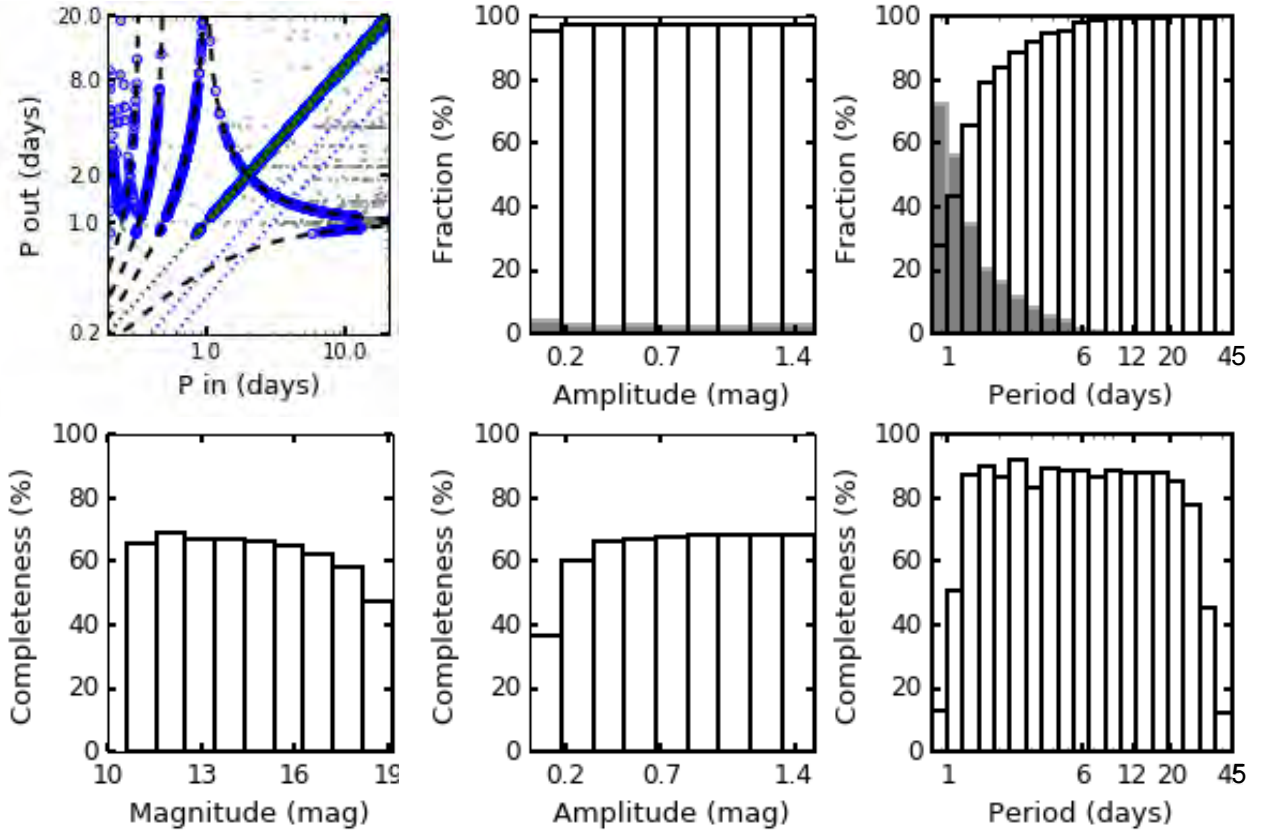 20.0
8.0
2.0
1.0
0.2
P out (days)
1.0 10.0
P in (days)
100
80
60
40
20
0
Fraction (%)
0.2 0.7 1.4
Amplitude (mag)
100
80
60
40
20
0
Fraction (%)
1 6 12 20 45
Period (days)
100
80
60
40
20
0
Completeness (%)
10 13 16 19
Magnitude (mag)
100
80
60
40
20
0
Completeness (%)
0.2 0.7 1.4
Amplitude (mag)
100
80
60
40
20
0
Completeness (%)
1 6 12 20 45
Period (days)